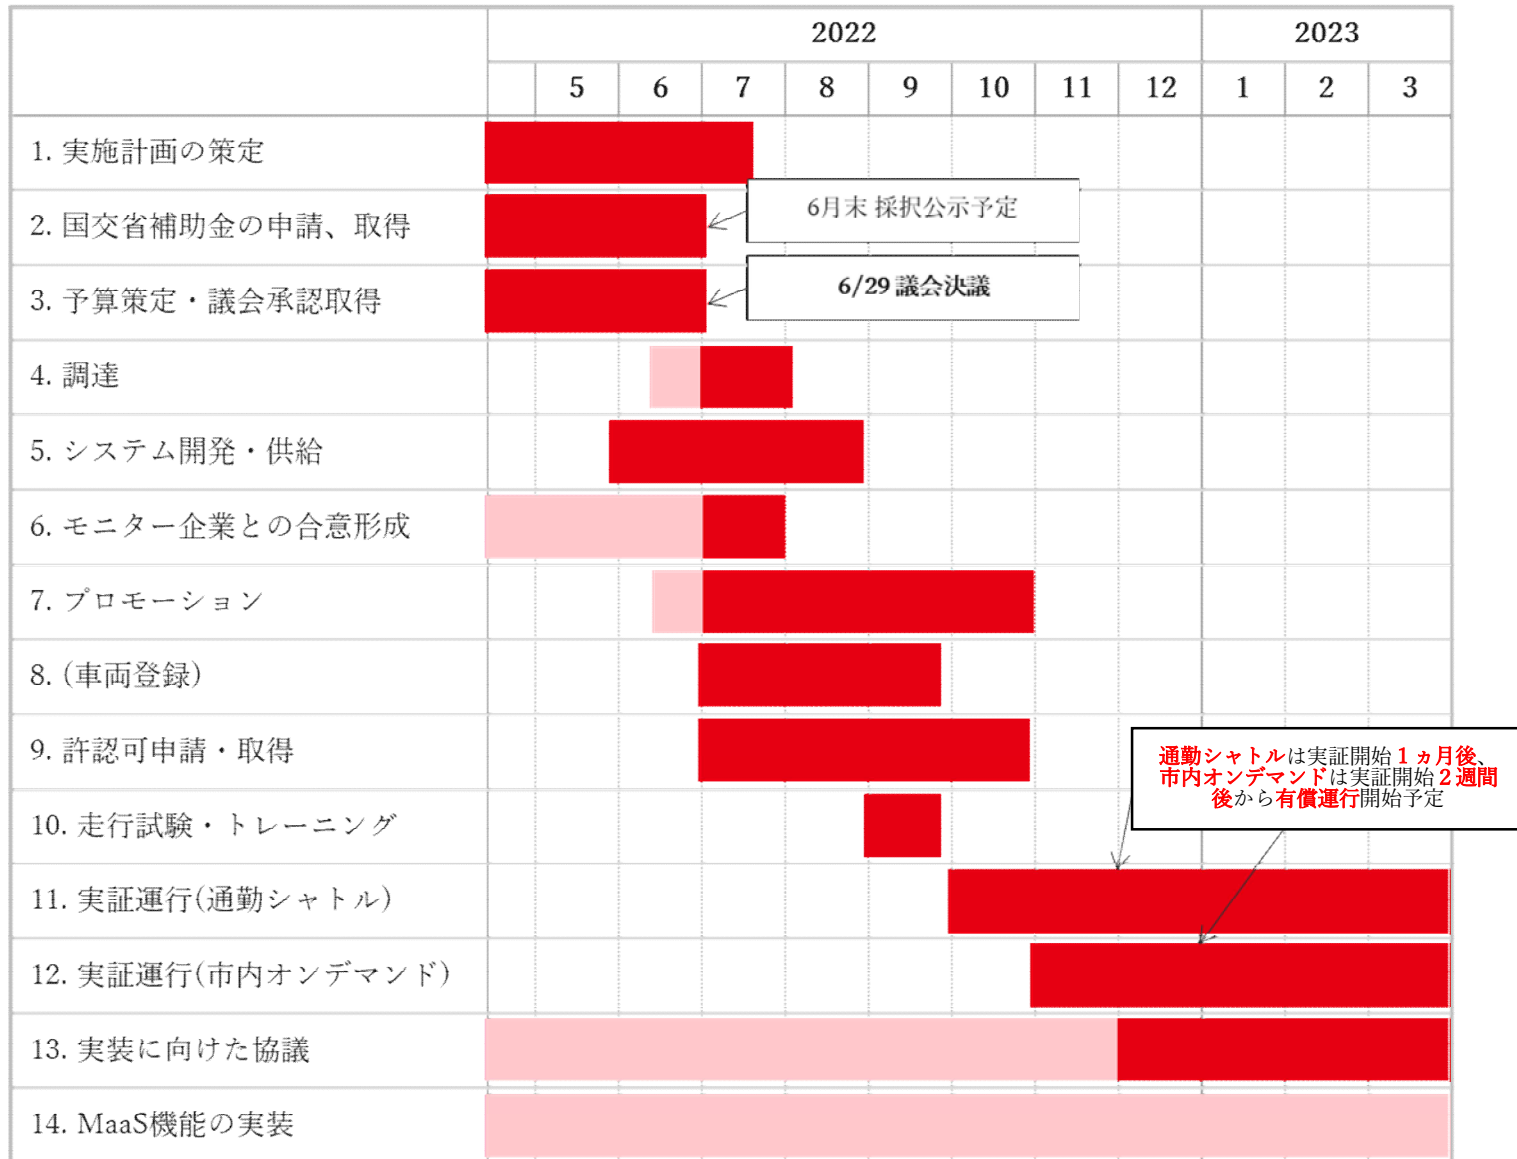 2022 2023
5 6 7 8 9 10 11 12 1 2 3
1. 実施計画の策定
2. 国交省補助金の申請、取得
6月末 採択公示予定
3. 予算策定・議会承認取得
6/29 議会決議
4. 調達
5. システム開発・供給
6. モニター企業との合意形成
7. プロモーション
8. (車両登録)
9. 許認可申請・取得
通勤シャトルは実証開始１ヵ月後、
市内オンデマンドは実証開始２週間
後から有償運行開始予定
10. 走行試験・トレーニング
11. 実証運行(通勤シャトル)
12. 実証運行(市内オンデマンド)
13. 実装に向けた協議
14. MaaS機能の実装